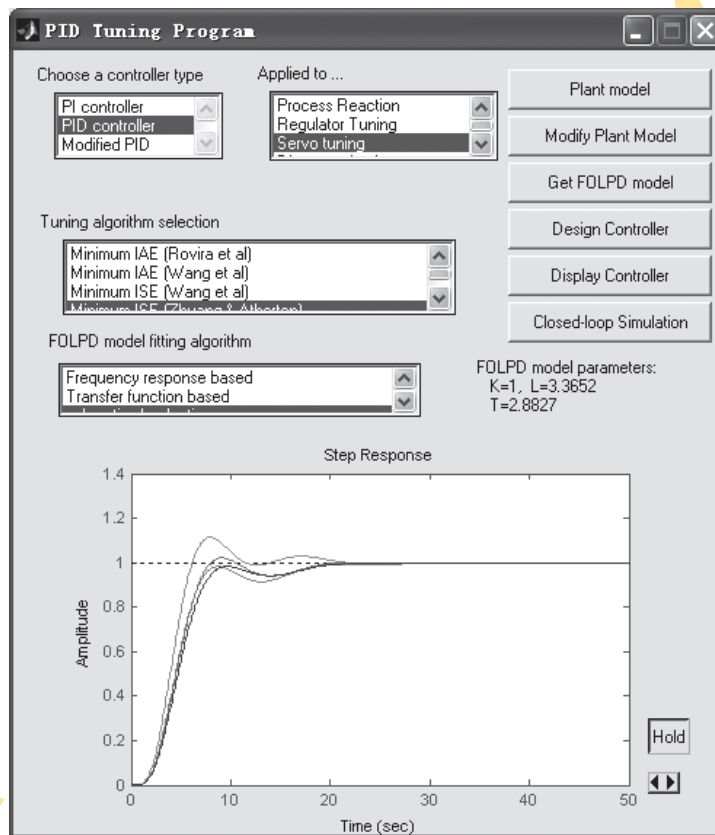 PID Tuning Program
Choose a controller type
PI controller
PID controller
Modified PID
Applied to ...
Process Reaction
Regulator Tuning
Servo tuning
Plant model
Modify Plant Model
Get FOLPD model
Design Controller
Display Controller
Closed-loop Simulation
Tuning algorithm selection
Minimum IAE (Rovira et al)
Minimum IAE (Wang et al)
Minimum ISE (Wang et al)
Minimum ISE (Zhuang & Atherton)
FOLPD model fitting algorithm
Frequency response based
Transfer function based
FOLPD model parameters:
K=1, L=3.3652
T=2.8827
Step Response
1.4
1.2
1
0.8
0.6
0.4
0.2
0
Amplitude
0 10 20 30 40 50
Time (sec)
Hold